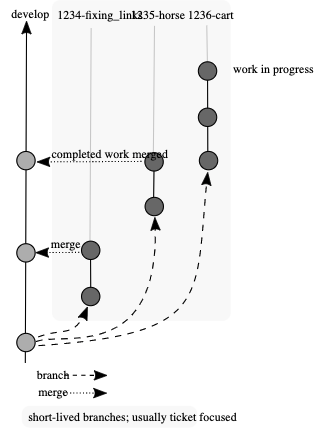 develop
1234-fixing_links
1235-horse
1236-cart
work in progress
completed work merged
merge
branch
merge
short-lived branches; usually ticket focused